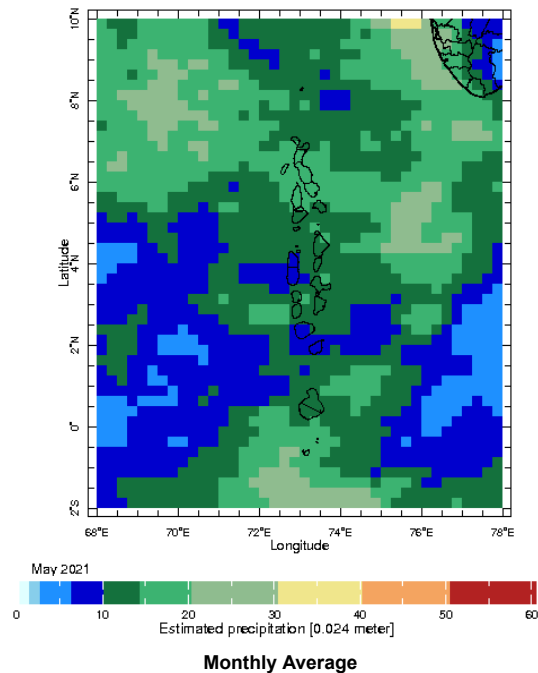 10°N
8°N
6°N
4°N
2°N
0°
2°S
Latitude
68°E 70°E 72°E 74°E 76°E 78°E
Longitude
May 2021
0 10 20 30 40 50 60
Estimated precipitation [0.024 meter]
Monthly Average